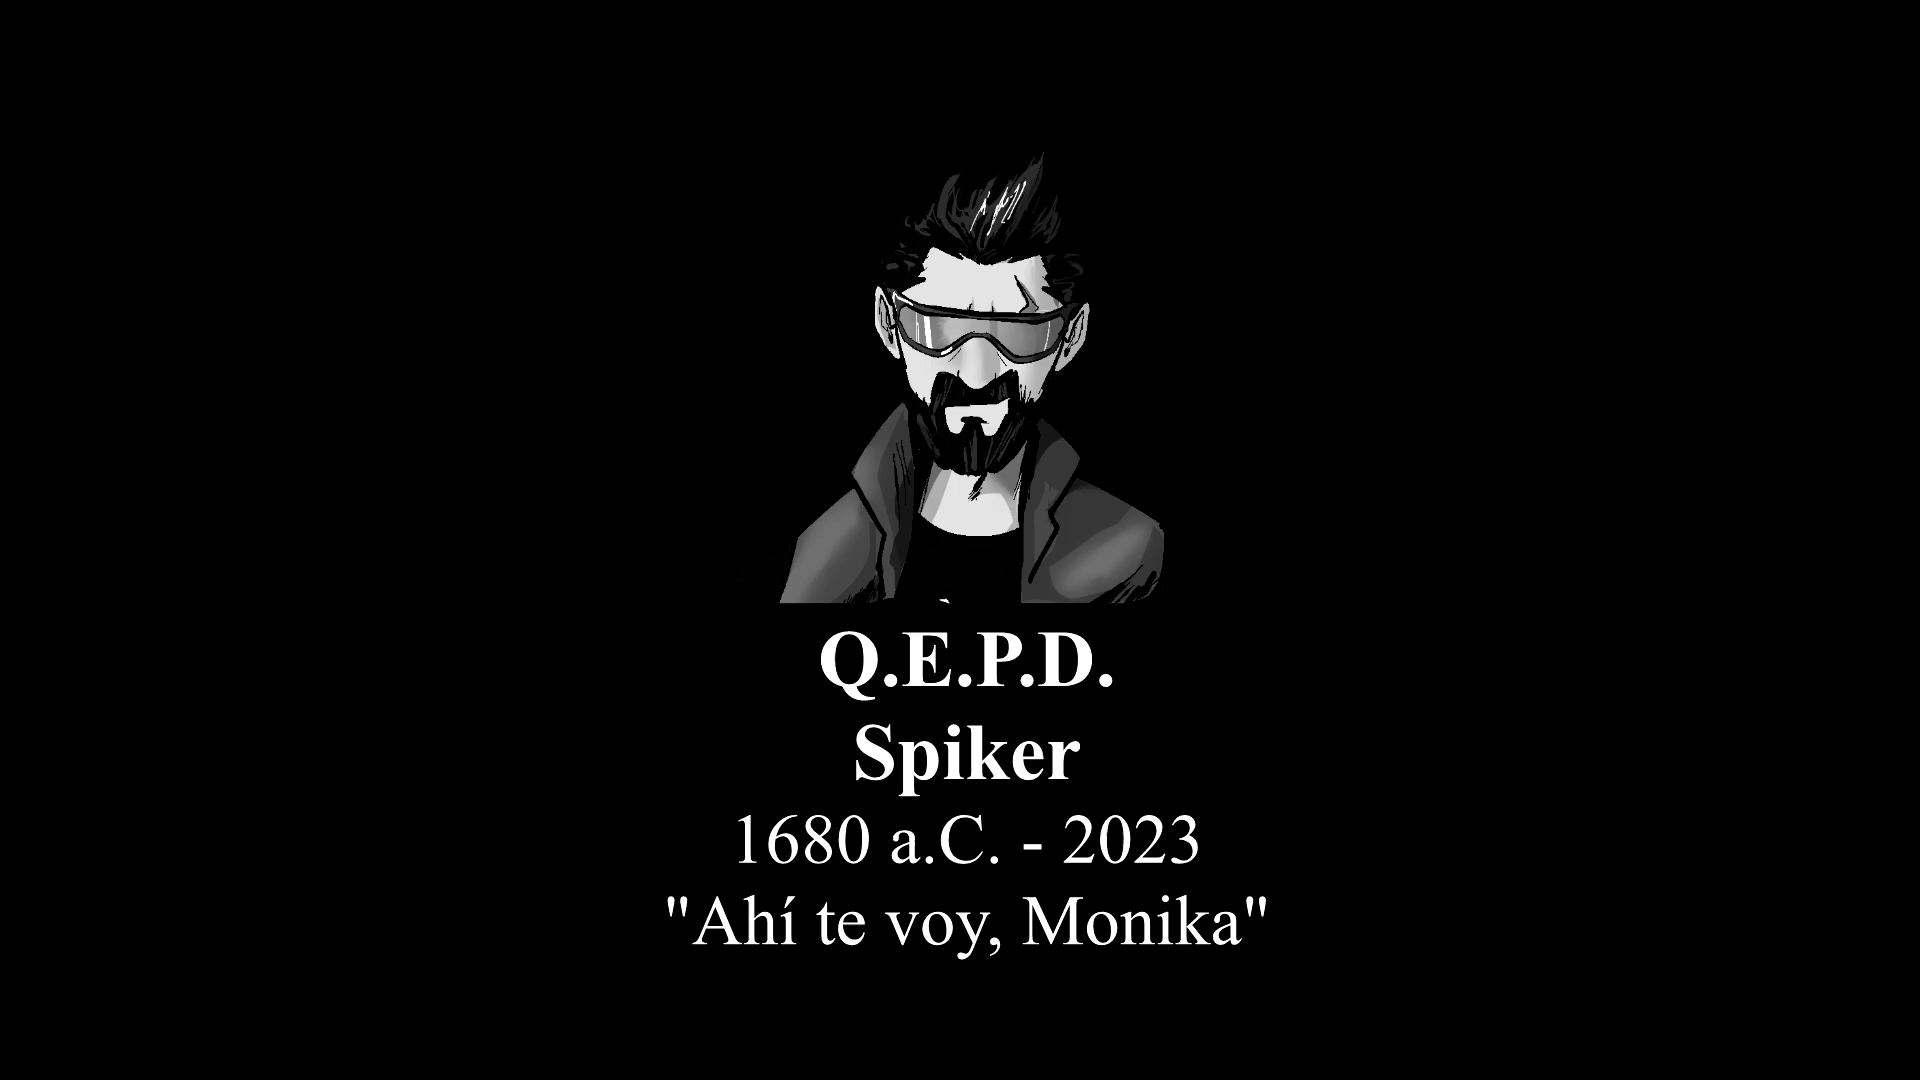 Q.E.P.D.
Spiker
1680 a.C. - 2023
"Ahí te voy, Monika"